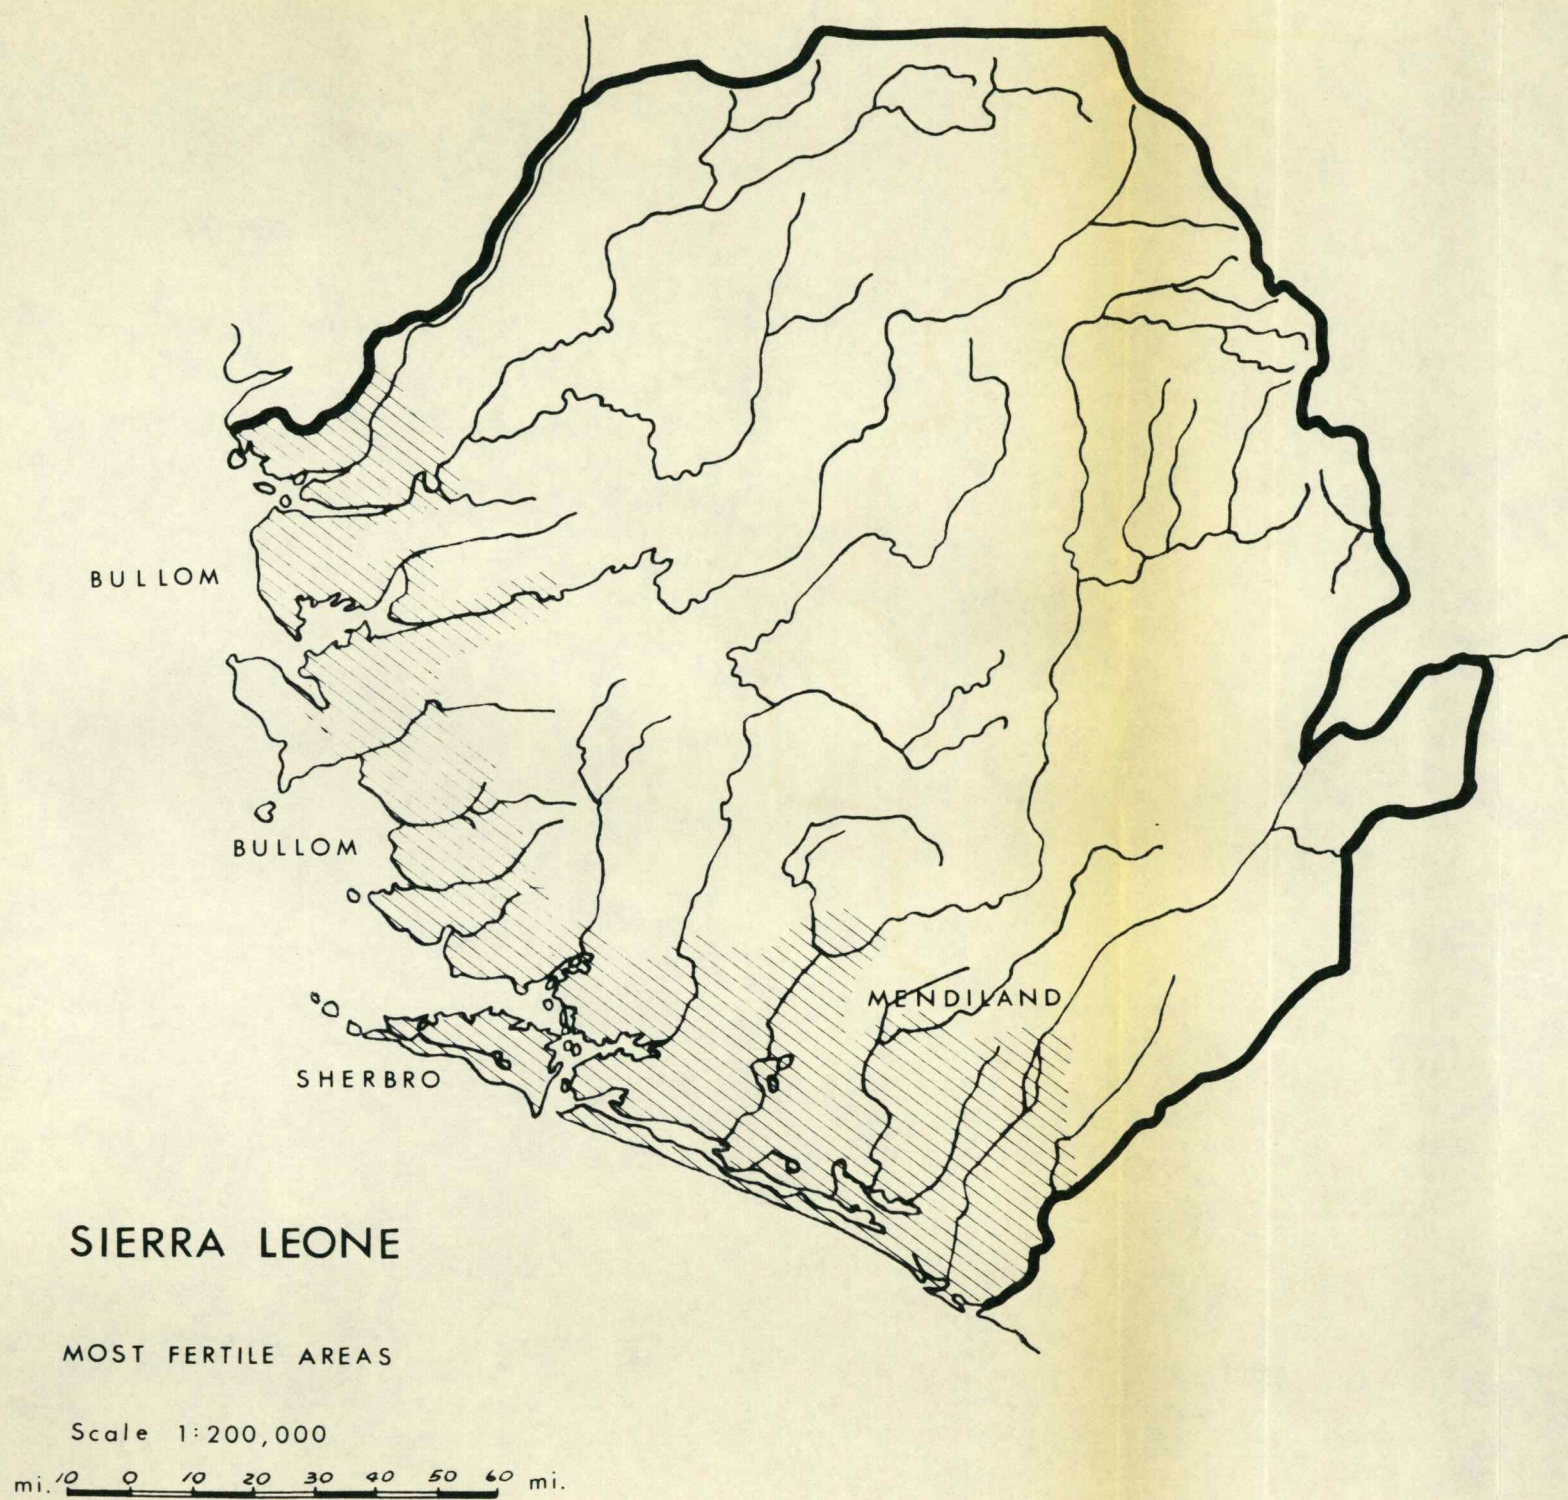 BULLOM
BULLOM
MENDILAND
SHERBRO
SIERRA LEONE
MOST FERTILE AREAS
Scale 1:200,000
mi. 10 0 10 20 30 40 50 60 mi.